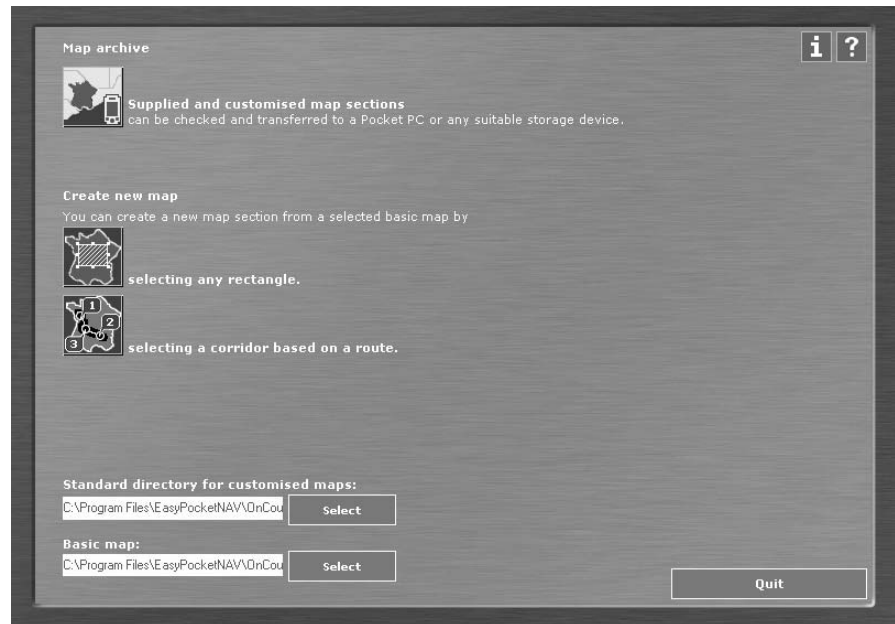 Map archive
i ?
Supplied and customised map sections
can be checked and transferred to a Pocket PC or any suitable storage device.
Create new map
You can create a new map section from a selected basic map by
selecting any rectangle.
1
2
3
selecting a corridor based on a route.
Standard directory for customised maps:
C:\Program Files\EasyPocketNAV\OnCou
Select
Basic map:
C:\Program Files\EasyPocketNAV\OnCou
Select
Quit